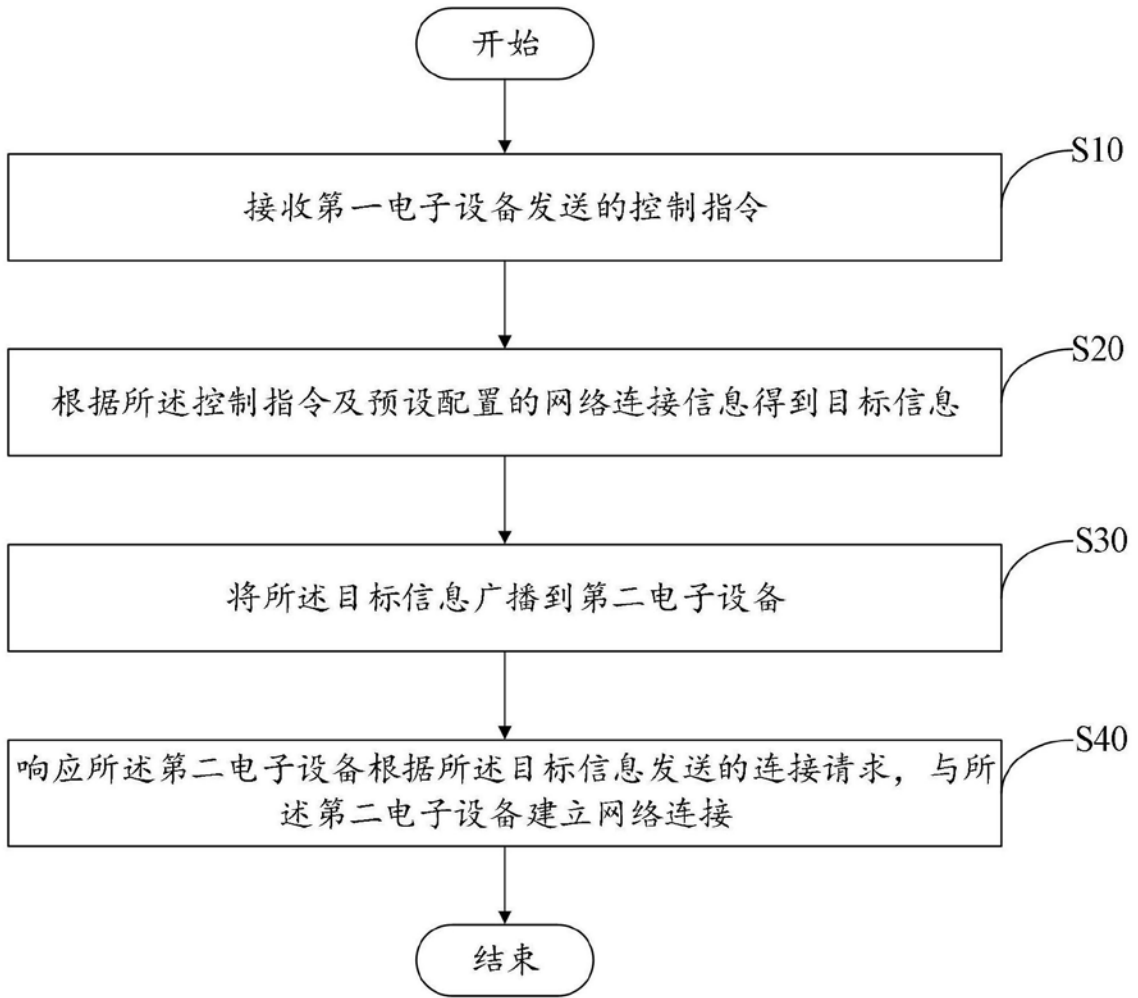 开始
S10
接收第一电子设备发送的控制指令
S20
根据所述控制指令及预设配置的网络连接信息得到目标信息
S30
将所述目标信息广播到第二电子设备
S40
响应所述第二电子设备根据所述目标信息发送的连接请求，与所
述第二电子设备建立网络连接
结束